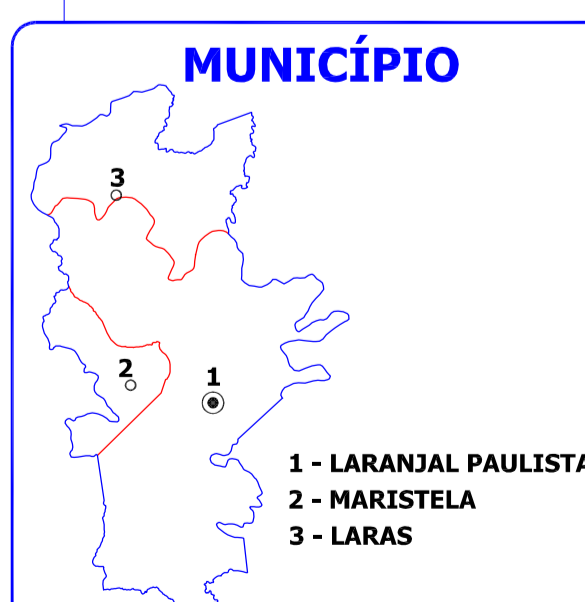 MUNICÍPIO
3
2
1
1 - LARANJAL PAULISTA
2 - MARISTELA
3 - LARAS